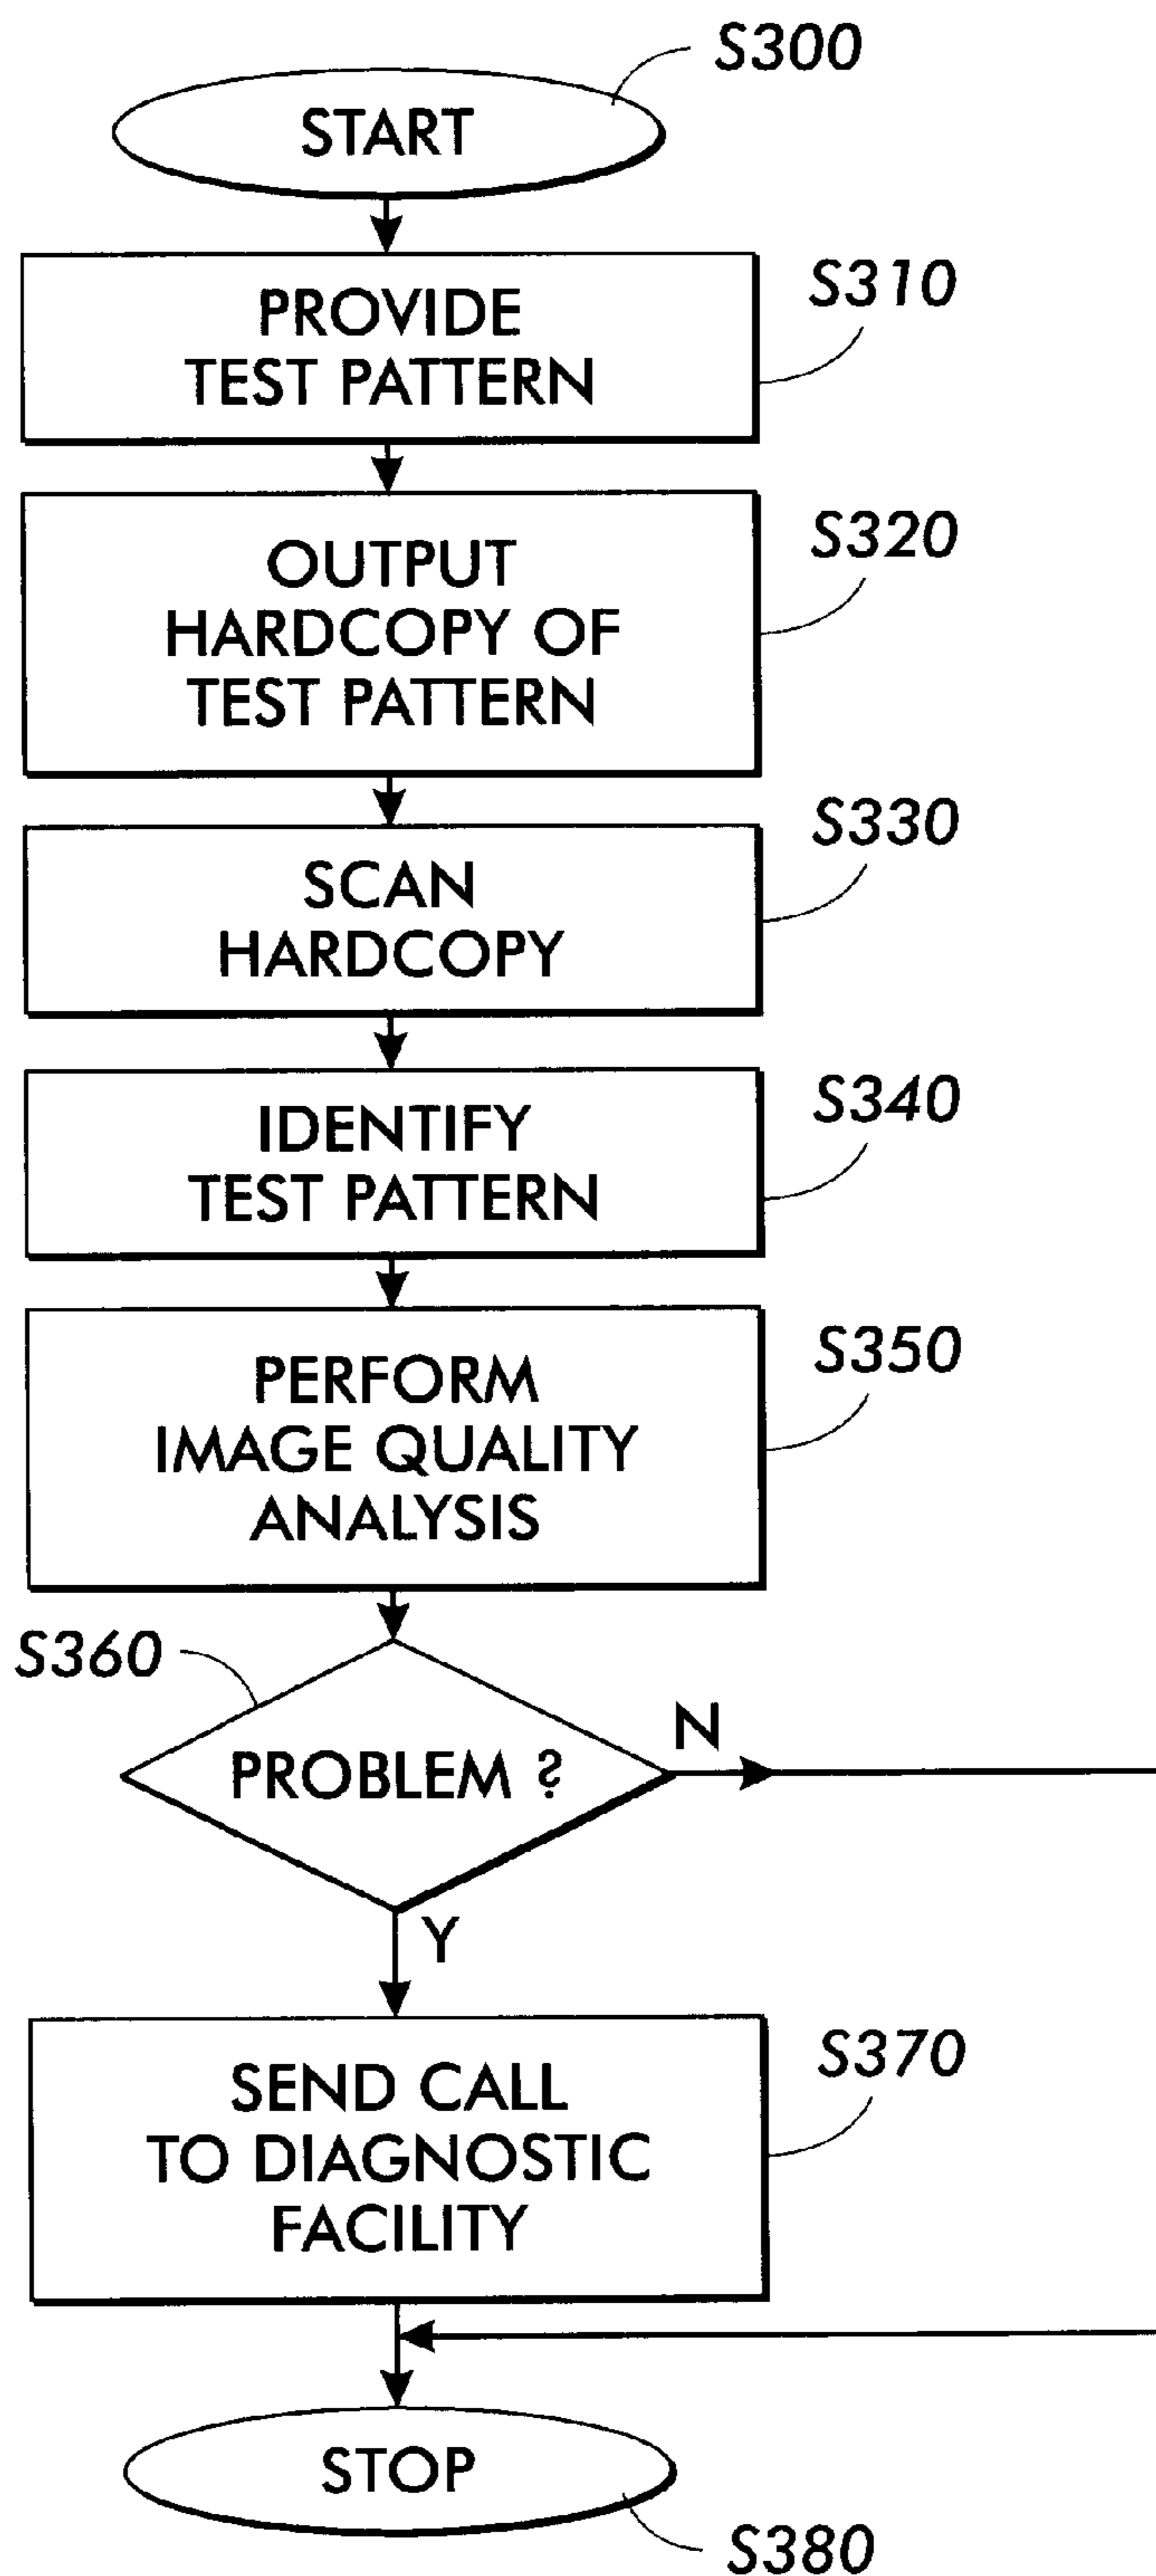 S300
START
S310
PROVIDE
TEST PATTERN
S320
OUTPUT
HARDCOPY OF
TEST PATTERN
S330
SCAN
HARDCOPY
S340
IDENTIFY
TEST PATTERN
S350
PERFORM
IMAGE QUALITY
ANALYSIS
S360
PROBLEM ?
N
Y
S370
SEND CALL
TO DIAGNOSTIC
FACILITY
STOP
S380